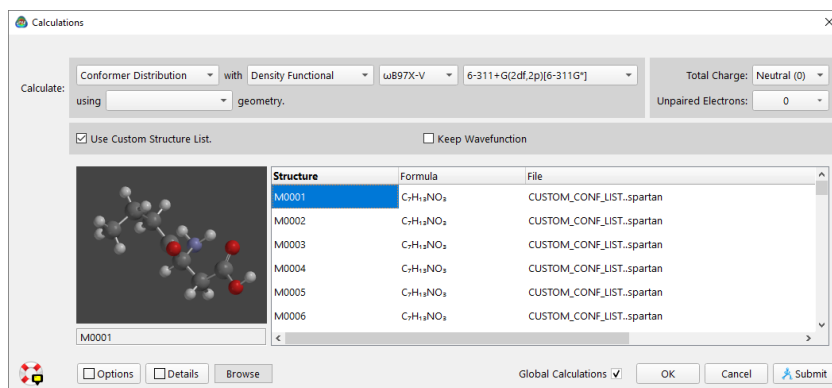 Calculations
Calculate: Conformer Distribution with Density Functional ωB97X-V 6-311+G(2df,2p)[6-311G*] Total Charge: Neutral (0)
using geometry. Unpaired Electrons: 0
Use Custom Structure List. Keep Wavefunction
Structure Formula File
M0001 C₇H₁₃NO₃ CUSTOM_CONF_LIST..spartan
M0002 C₇H₁₃NO₃ CUSTOM_CONF_LIST..spartan
M0003 C₇H₁₃NO₃ CUSTOM_CONF_LIST..spartan
M0004 C₇H₁₃NO₃ CUSTOM_CONF_LIST..spartan
M0005 C₇H₁₃NO₃ CUSTOM_CONF_LIST..spartan
M0006 C₇H₁₃NO₃ CUSTOM_CONF_LIST..spartan
M0001
Options Details Browse Global Calculations OK Cancel Submit